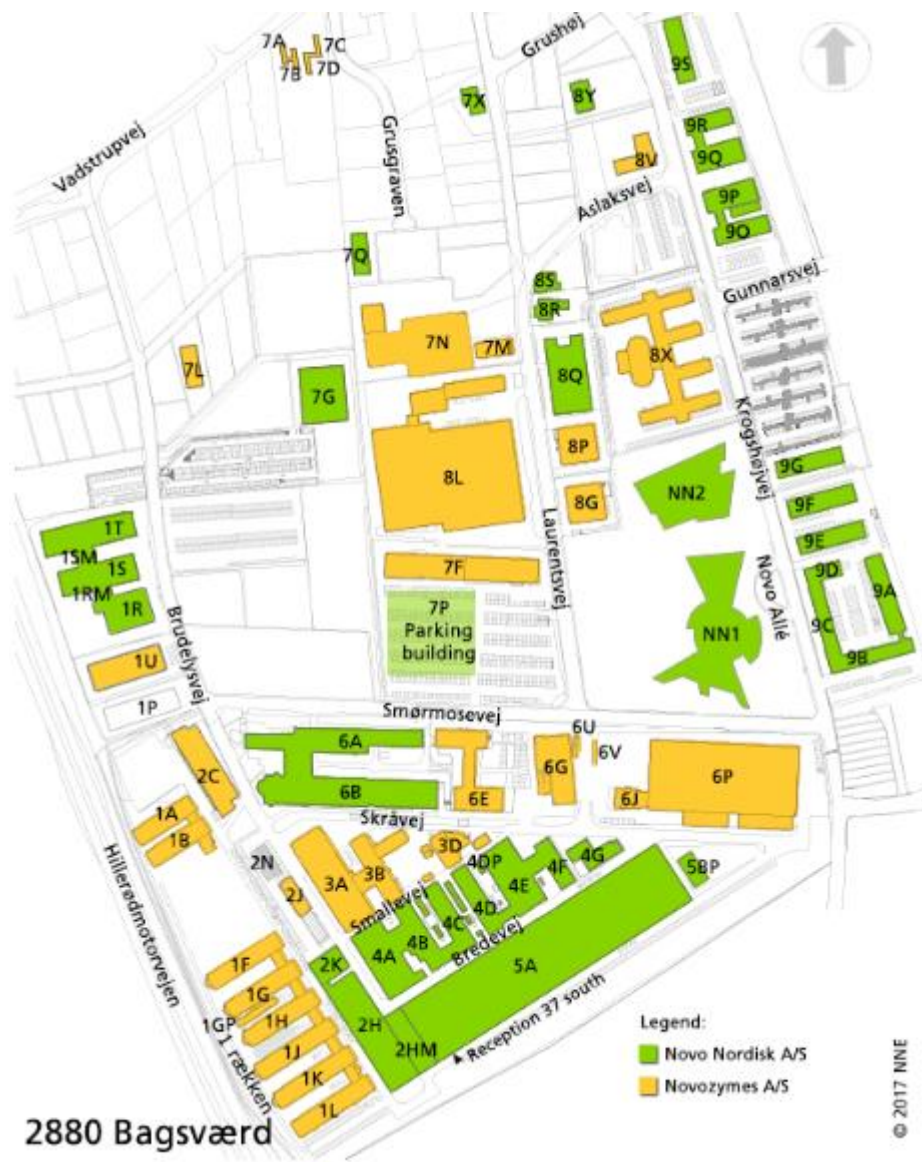 7A
7C
7B
7D
Grushøj
9S
Vadstrupvej
Grusgraven
7X
8Y
9R
9Q
8V
Aslaksvej
9P
9O
7Q
8S
8R
Gunnarsvej
7N
7M
8Q
8X
7L
7G
Krogshøjvej
8P
9G
8L
8G
NN2
9F
1T
1SM
1S
1RM
1R
Laurentsvej
9E
7F
9D
9A
7P
Parking
building
Novo Allé
NN1
9C
9B
Brudelysvej
1U
1P
Smørmosevej
6A
6U
6V
6G
6P
2C
6B
6E
6J
Skråvej
1A
1B
Hillerødmotorvejen
2N
3A
3B
3D
4DP
4F
4G
5BP
2J
Smallevej
4E
4D
4C
4B
4A
Bredevej
5A
2K
1F
1G
1GP
1H
2H
2HM
Reception 37 south
1J
1K
1L
1 rækken
Legend:
Novo Nordisk A/S
Novozymes A/S
© 2017 NNE
2880 Bagsværd